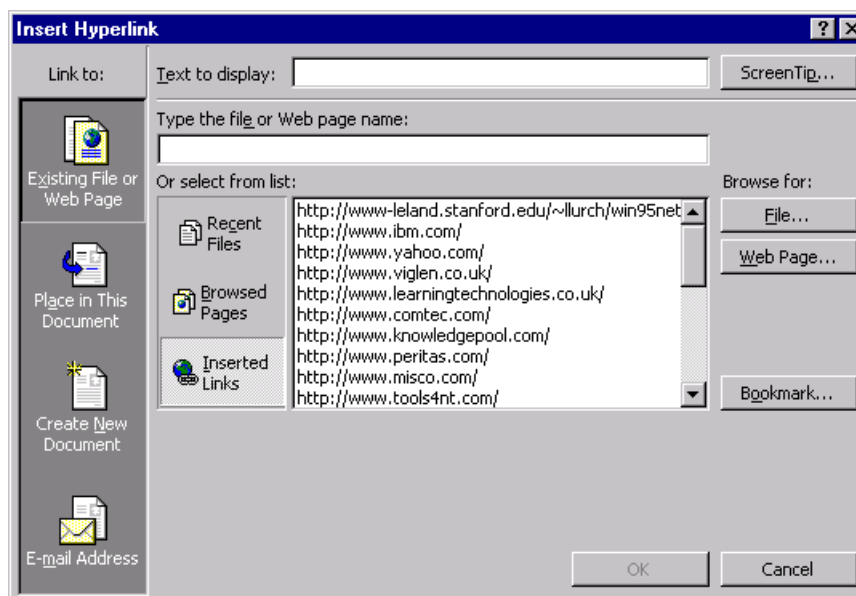 Insert Hyperlink
Link to:
Text to display:
ScreenTip...
Type the file or Web page name:
Existing File or
Web Page
Or select from list:
Browse for:
Recent
Files
Browsed
Pages
Inserted
Links
http://www-leland.stanford.edu/~llurch/win95net
http://www.ibm.com/
http://www.yahoo.com/
http://www.viglen.co.uk/
http://www.learningtechnologies.co.uk/
http://www.comtec.com/
http://www.knowledgepool.com/
http://www.peritas.com/
http://www.misco.com/
http://www.tools4nt.com/
File...
Web Page...
Bookmark...
Place in This
Document
Create New
Document
E-mail Address
OK
Cancel